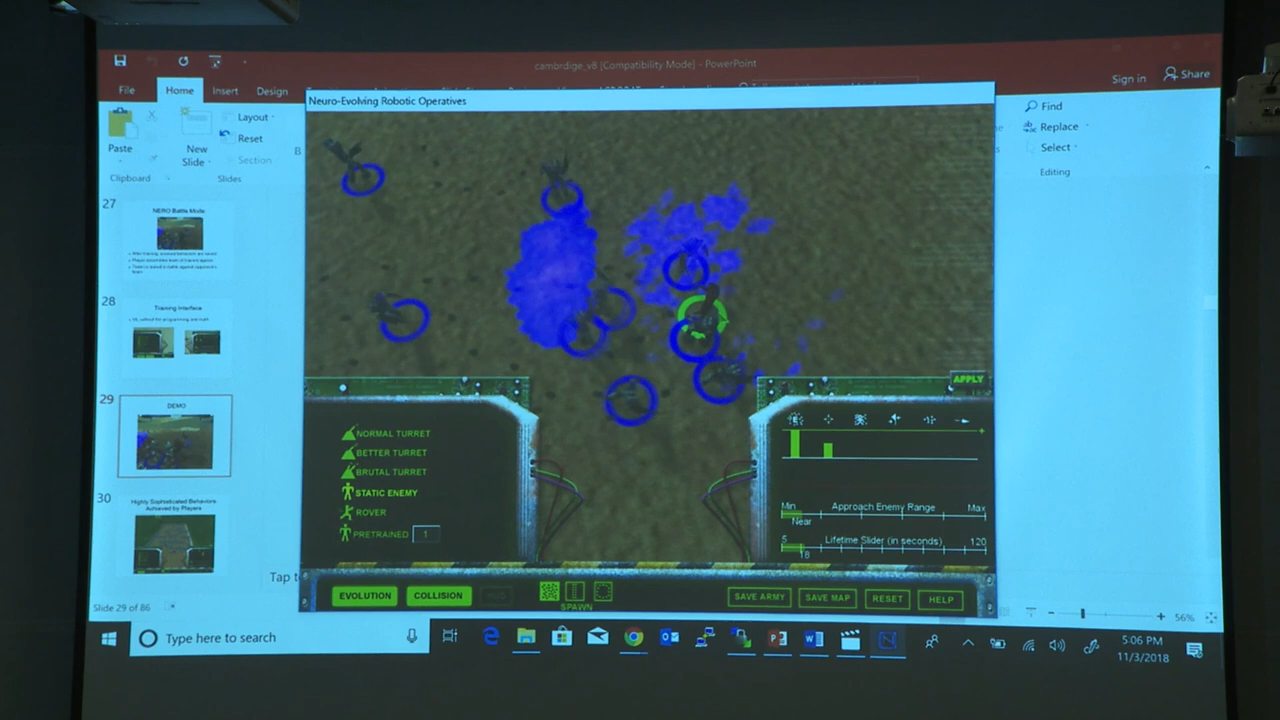 cambrdige_v8 [Compatibility Mode] - PowerPoint
Sign in
Share
File
Home
Insert
Design
Neuro-Evolving Robotic Operatives
Paste
New
Slide
Layout
Reset
Section
Clipboard
Slides
Find
Replace
Select
Editing
27
NERO Battle Mode
28
Training Interface
29
DEMO
30
Highly Sophisticated Behaviors
Achieved by Players
APPLY
NORMAL TURRET
BETTER TURRET
BRUTAL TURRET
STATIC ENEMY
ROVER
PRETRAINED 1
Min Approach Enemy Range Max
Near
5 Lifetime Slider (in seconds) 120
18
EVOLUTION
COLLISION
SPAWN
SAVE ARMY
SAVE MAP
RESET
HELP
Tap t
Slide 29 of 86
56%
Type here to search
5:06 PM
11/3/2018